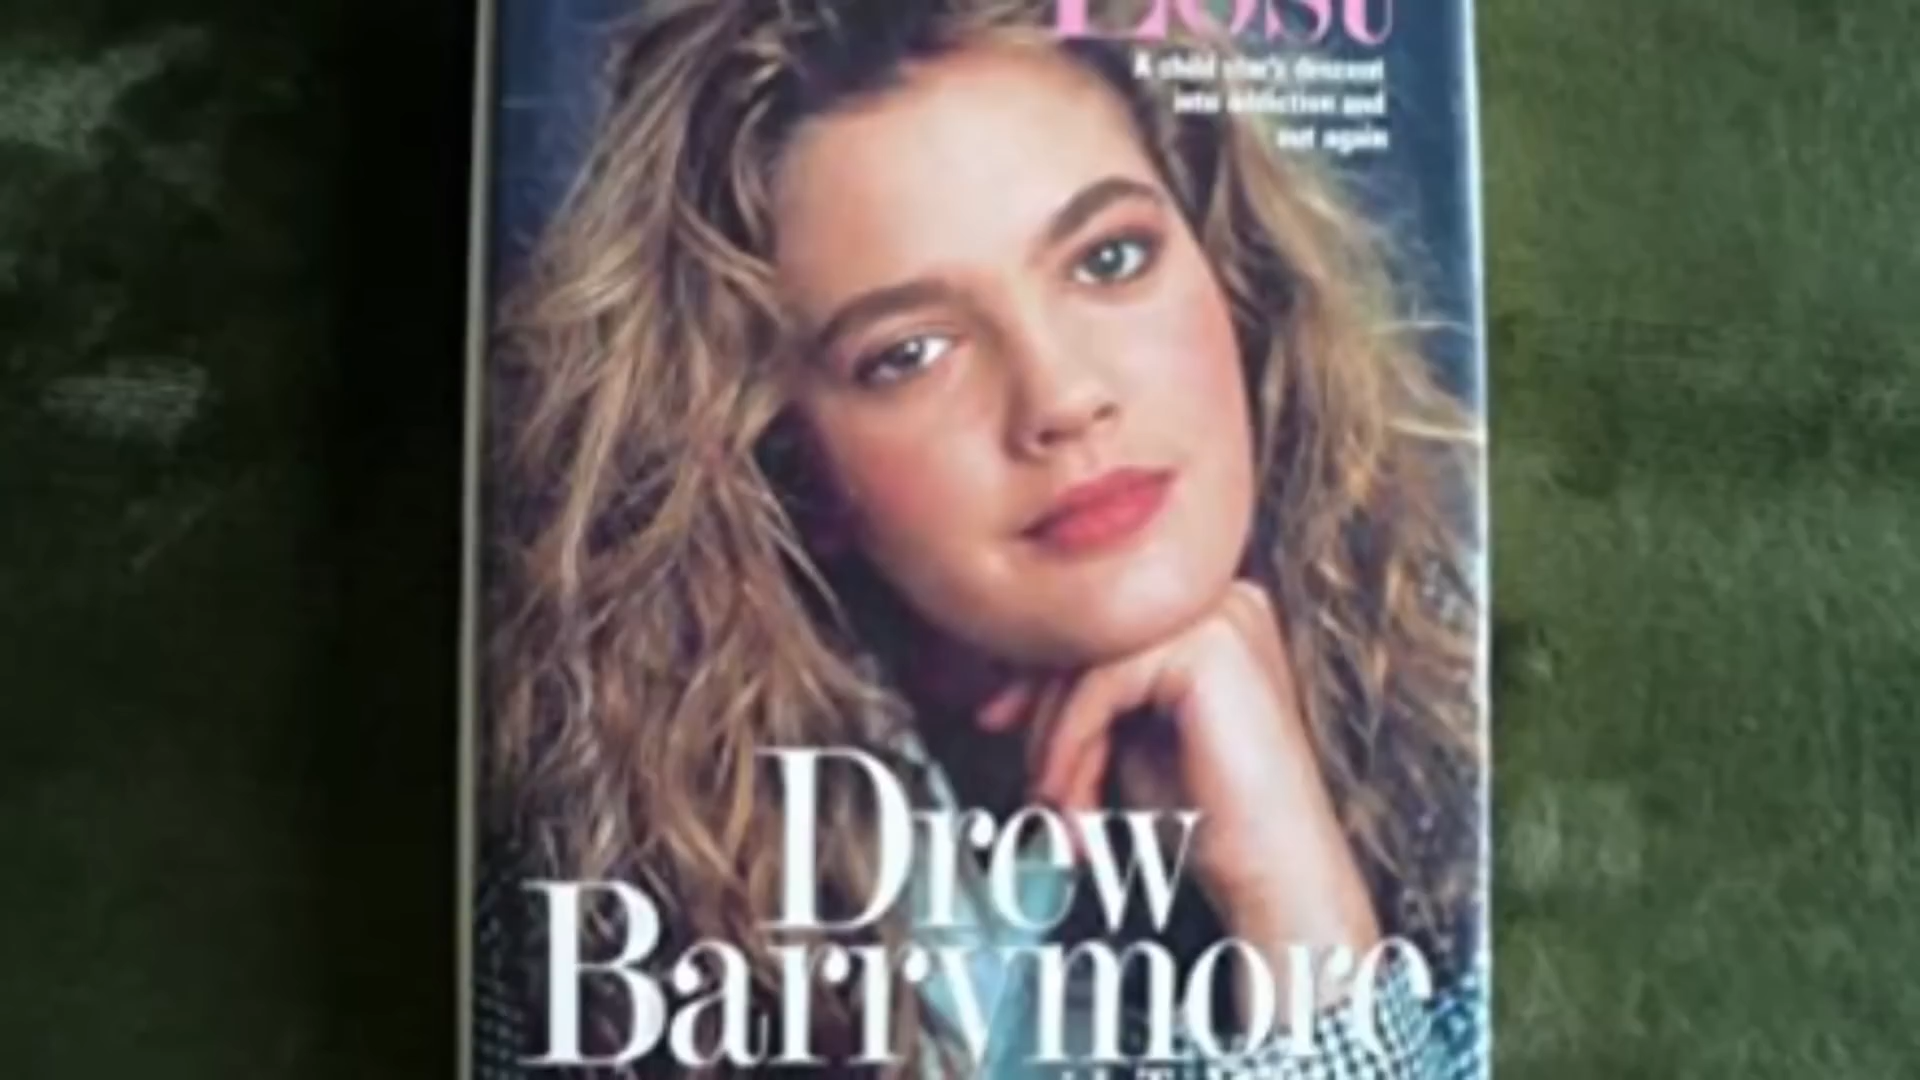 Lost
A child star's descent
into addiction and
out again
Drew
Barrymore